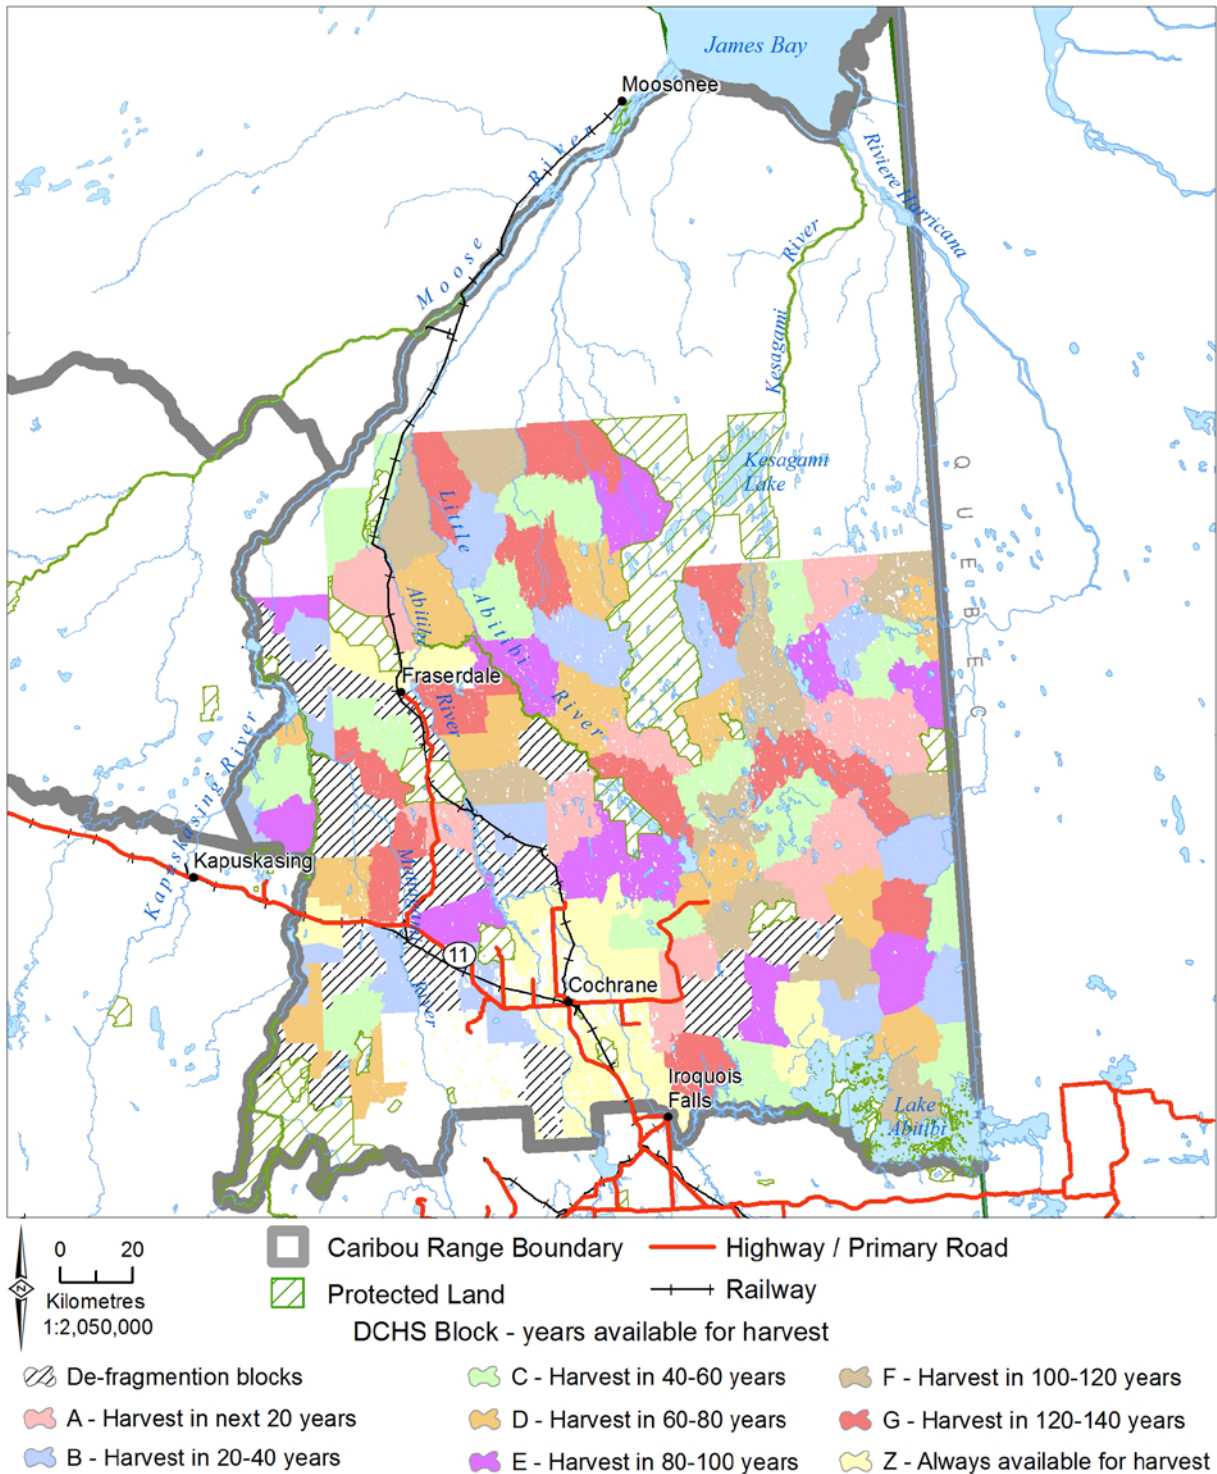 James Bay
Moosonee
Moose River
Riviere Harricana
Kesagami River
Kesagami
Lake
QUEBEC
Little Abitibi River
Abitibi River
Fraserdale
Kapuskasing River
Kapuskasing
Mattagami River
11
Cochrane
Iroquois
Falls
Lake
Abitibi
0 20
Kilometres
1:2,050,000
N
Caribou Range Boundary
Highway / Primary Road
Protected Land
Railway
DCHS Block - years available for harvest
De-fragmention blocks
C - Harvest in 40-60 years
F - Harvest in 100-120 years
A - Harvest in next 20 years
D - Harvest in 60-80 years
G - Harvest in 120-140 years
B - Harvest in 20-40 years
E - Harvest in 80-100 years
Z - Always available for harvest